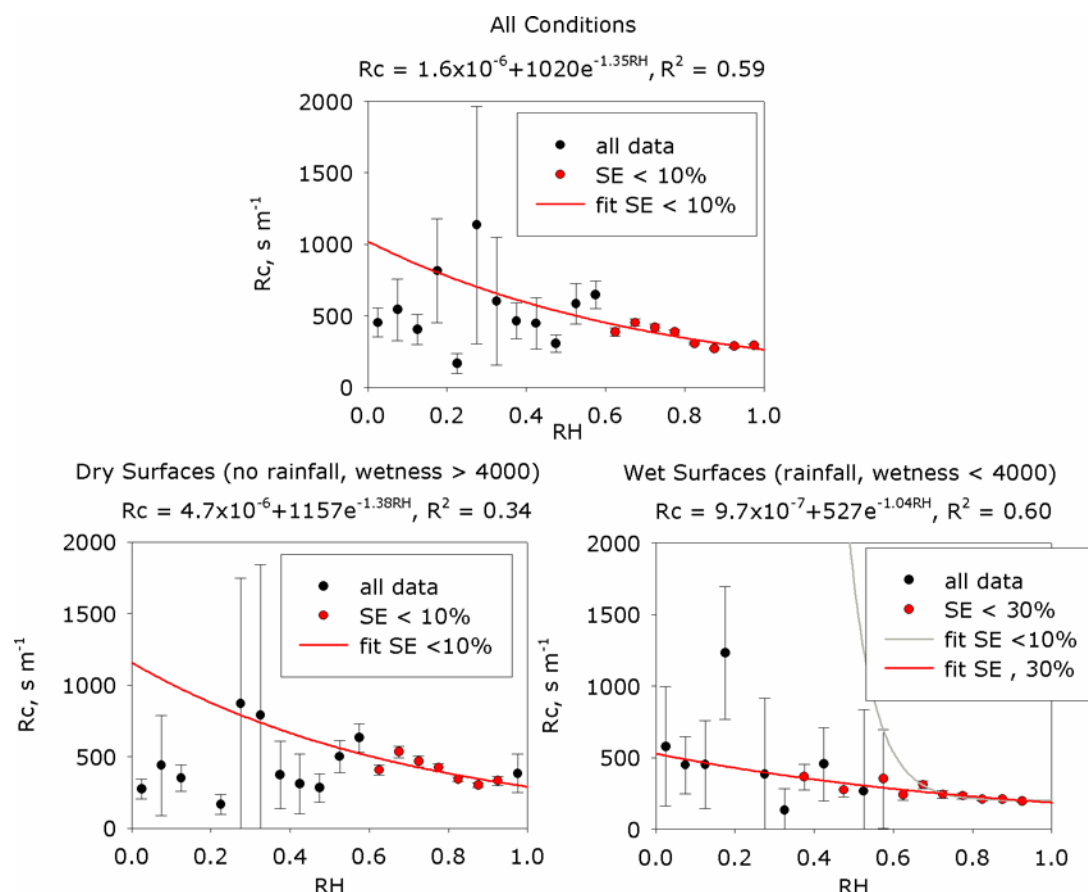 All Conditions
Rc = 1.6x10⁻⁶+1020e⁻¹·³⁵ᴿᴴ, R² = 0.59
2000
1500
1000
500
0
Rc, s m⁻¹
all data
SE < 10%
fit SE < 10%
0.0 0.2 0.4 0.6 0.8 1.0
RH
Dry Surfaces (no rainfall, wetness > 4000)
Rc = 4.7x10⁻⁶+1157e⁻¹·³⁸ᴿᴴ, R² = 0.34
2000
1500
1000
500
0
Rc, s m⁻¹
all data
SE < 10%
fit SE <10%
0.0 0.2 0.4 0.6 0.8 1.0
RH
Wet Surfaces (rainfall, wetness < 4000)
Rc = 9.7x10⁻⁷+527e⁻¹·⁰⁴ᴿᴴ, R² = 0.60
2000
1500
1000
500
0
Rc, s m⁻¹
all data
SE < 30%
fit SE <10%
fit SE , 30%
0.0 0.2 0.4 0.6 0.8 1.0
RH